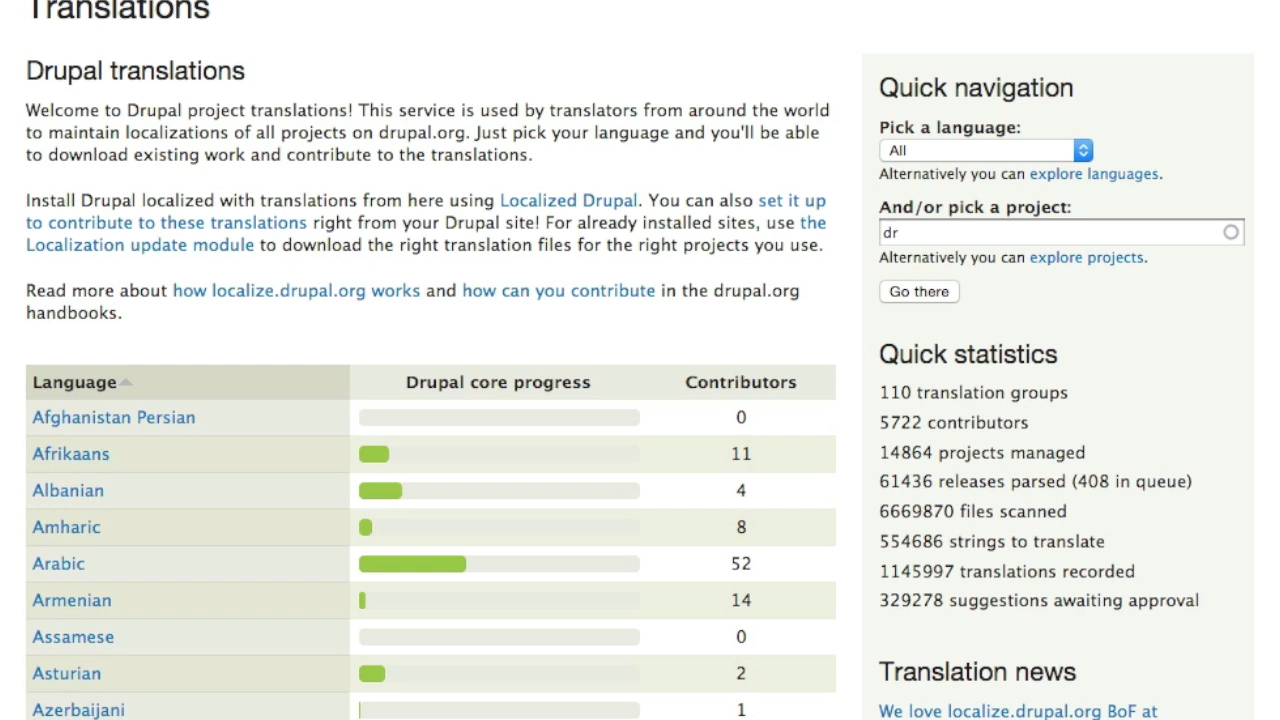 Translations
Drupal translations
Welcome to Drupal project translations! This service is used by translators from around the world
to maintain localizations of all projects on drupal.org. Just pick your language and you'll be able
to download existing work and contribute to the translations.
Install Drupal localized with translations from here using Localized Drupal. You can also set it up
to contribute to these translations right from your Drupal site! For already installed sites, use the
Localization update module to download the right translation files for the right projects you use.
Read more about how localize.drupal.org works and how can you contribute in the drupal.org
handbooks.
Language Drupal core progress Contributors
Afghanistan Persian 0
Afrikaans 11
Albanian 4
Amharic 8
Arabic 52
Armenian 14
Assamese 0
Asturian 2
Azerbaijani 1
Quick navigation
Pick a language:
All
Alternatively you can explore languages.
And/or pick a project:
dr
Alternatively you can explore projects.
Go there
Quick statistics
110 translation groups
5722 contributors
14864 projects managed
61436 releases parsed (408 in queue)
6669870 files scanned
554686 strings to translate
1145997 translations recorded
329278 suggestions awaiting approval
Translation news
We love localize.drupal.org BoF at